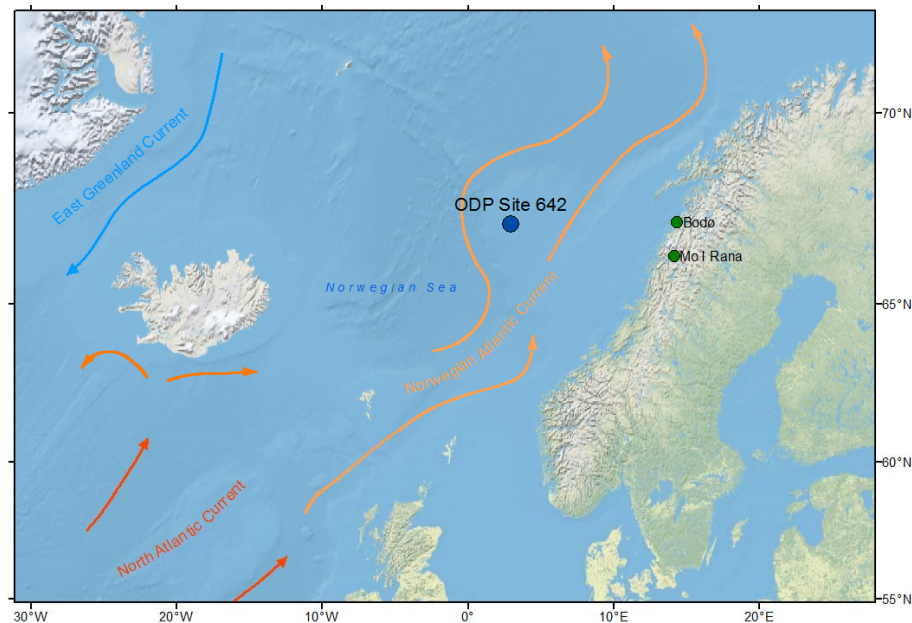 70°N
East Greenland Current
ODP Site 642
Bodø
Mo I Rana
Norwegian Sea
65°N
Norwegian Atlantic Current
60°N
North Atlantic Current
55°N
30°W 20°W 10°W 0° 10°E 20°E